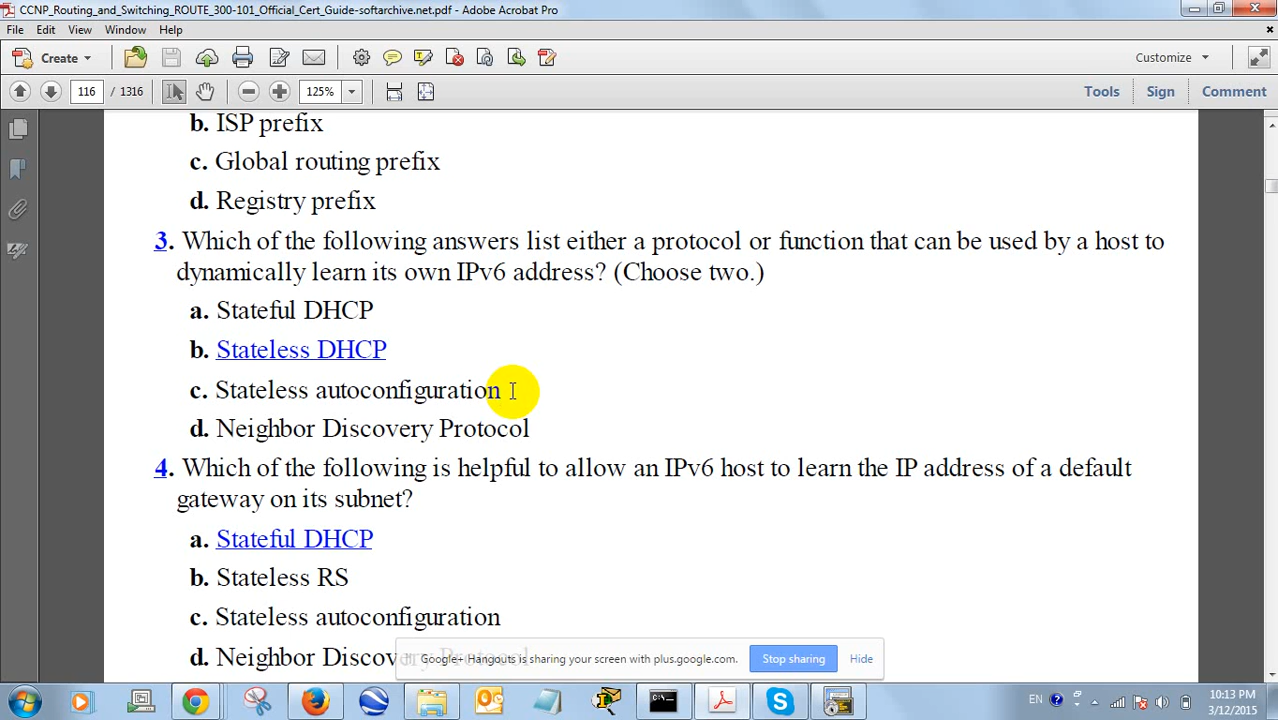 CCNP_Routing_and_Switching_ROUTE_300-101_Official_Cert_Guide-softarchive.net.pdf - Adobe Acrobat Pro
File Edit View Window Help
Create Customize
116 / 1316 125% Tools Sign Comment
b. ISP prefix
c. Global routing prefix
d. Registry prefix
3. Which of the following answers list either a protocol or function that can be used by a host to
dynamically learn its own IPv6 address? (Choose two.)
a. Stateful DHCP
b. Stateless DHCP
c. Stateless autoconfiguration
d. Neighbor Discovery Protocol
4. Which of the following is helpful to allow an IPv6 host to learn the IP address of a default
gateway on its subnet?
a. Stateful DHCP
b. Stateless RS
c. Stateless autoconfiguration
d. Neighbor Discovery Protocol
Google+ Hangouts is sharing your screen with plus.google.com. Stop sharing Hide
EN 10:13 PM
3/12/2015